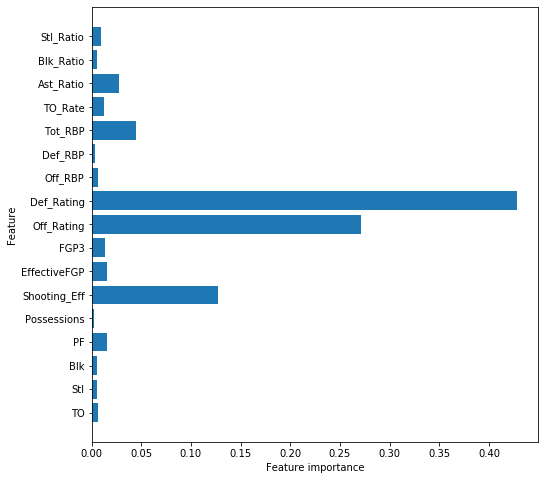 Stl_Ratio
Blk_Ratio
Ast_Ratio
TO_Rate
Tot_RBP
Def_RBP
Off_RBP
Def_Rating
Off_Rating
FGP3
EffectiveFGP
Shooting_Eff
Possessions
PF
Blk
Stl
TO
Feature
0.00 0.05 0.10 0.15 0.20 0.25 0.30 0.35 0.40
Feature importance